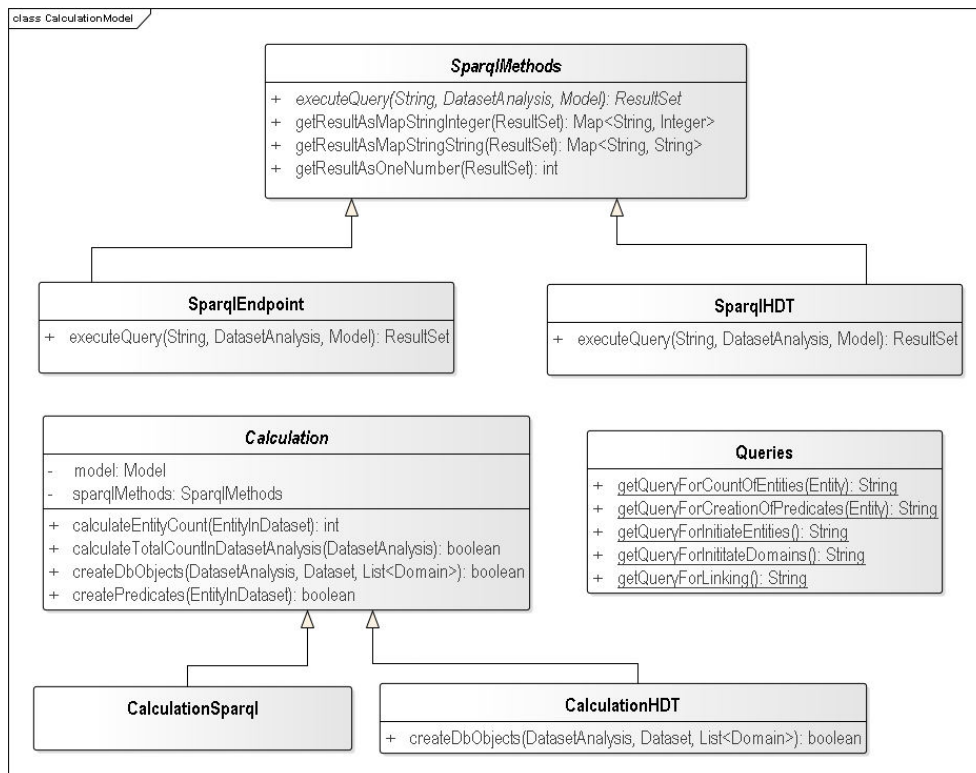 class CalculationModel
SparqlMethods
+ executeQuery(String, DatasetAnalysis, Model): ResultSet
+ getResultAsMapStringInteger(ResultSet): Map<String, Integer>
+ getResultAsMapStringString(ResultSet): Map<String, String>
+ getResultAsOneNumber(ResultSet): int
SparqlEndpoint
+ executeQuery(String, DatasetAnalysis, Model): ResultSet
SparqlHDT
+ executeQuery(String, DatasetAnalysis, Model): ResultSet
Calculation
- model: Model
- sparqlMethods: SparqlMethods
+ calculateEntityCount(EntityInDataset): int
+ calculateTotalCountInDatasetAnalysis(DatasetAnalysis): boolean
+ createDbObjects(DatasetAnalysis, Dataset, List<Domain>): boolean
+ createPredicates(EntityInDataset): boolean
Queries
+ getQueryForCountOfEntities(Entity): String
+ getQueryForCreationOfPredicates(Entity): String
+ getQueryForInitiateEntities(): String
+ getQueryForInititateDomains(): String
+ getQueryForLinking(): String
CalculationSparql
CalculationHDT
+ createDbObjects(DatasetAnalysis, Dataset, List<Domain>): boolean